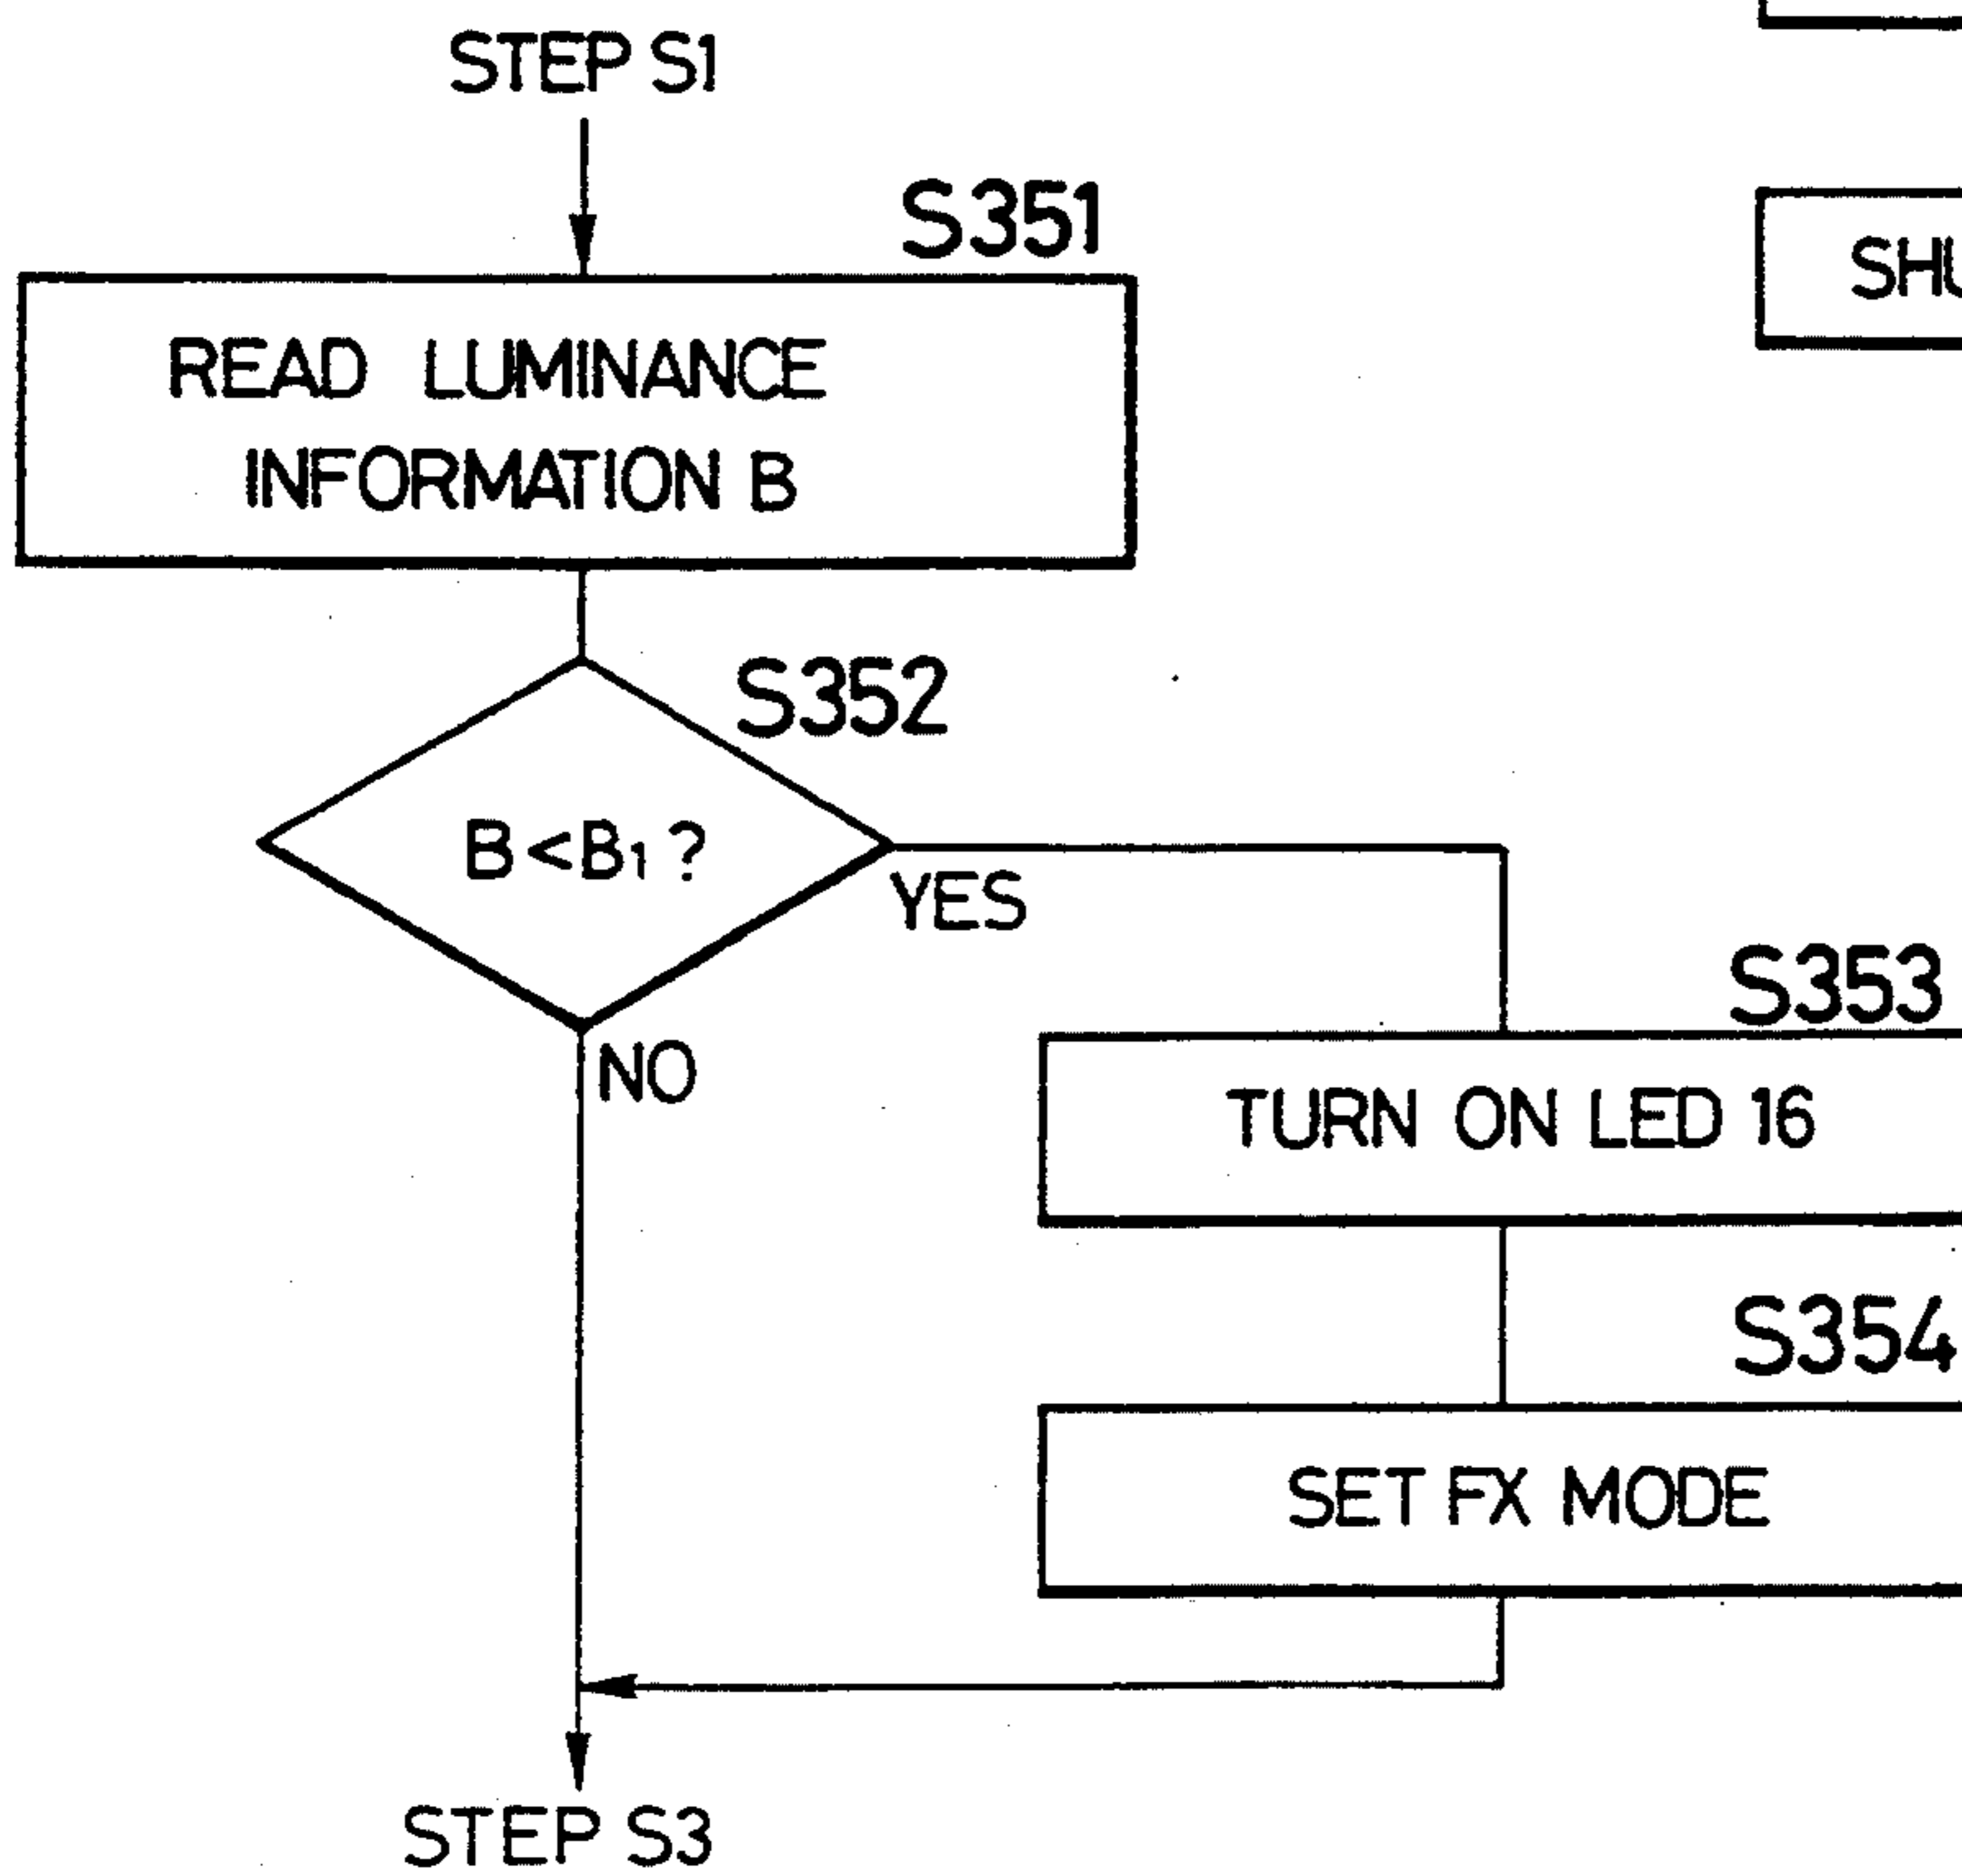 STEP S1
S351
READ LUMINANCE
INFORMATION B
S352
B<B₁?
YES
NO
S353
TURN ON LED 16
S354
SET FX MODE
STEP S3